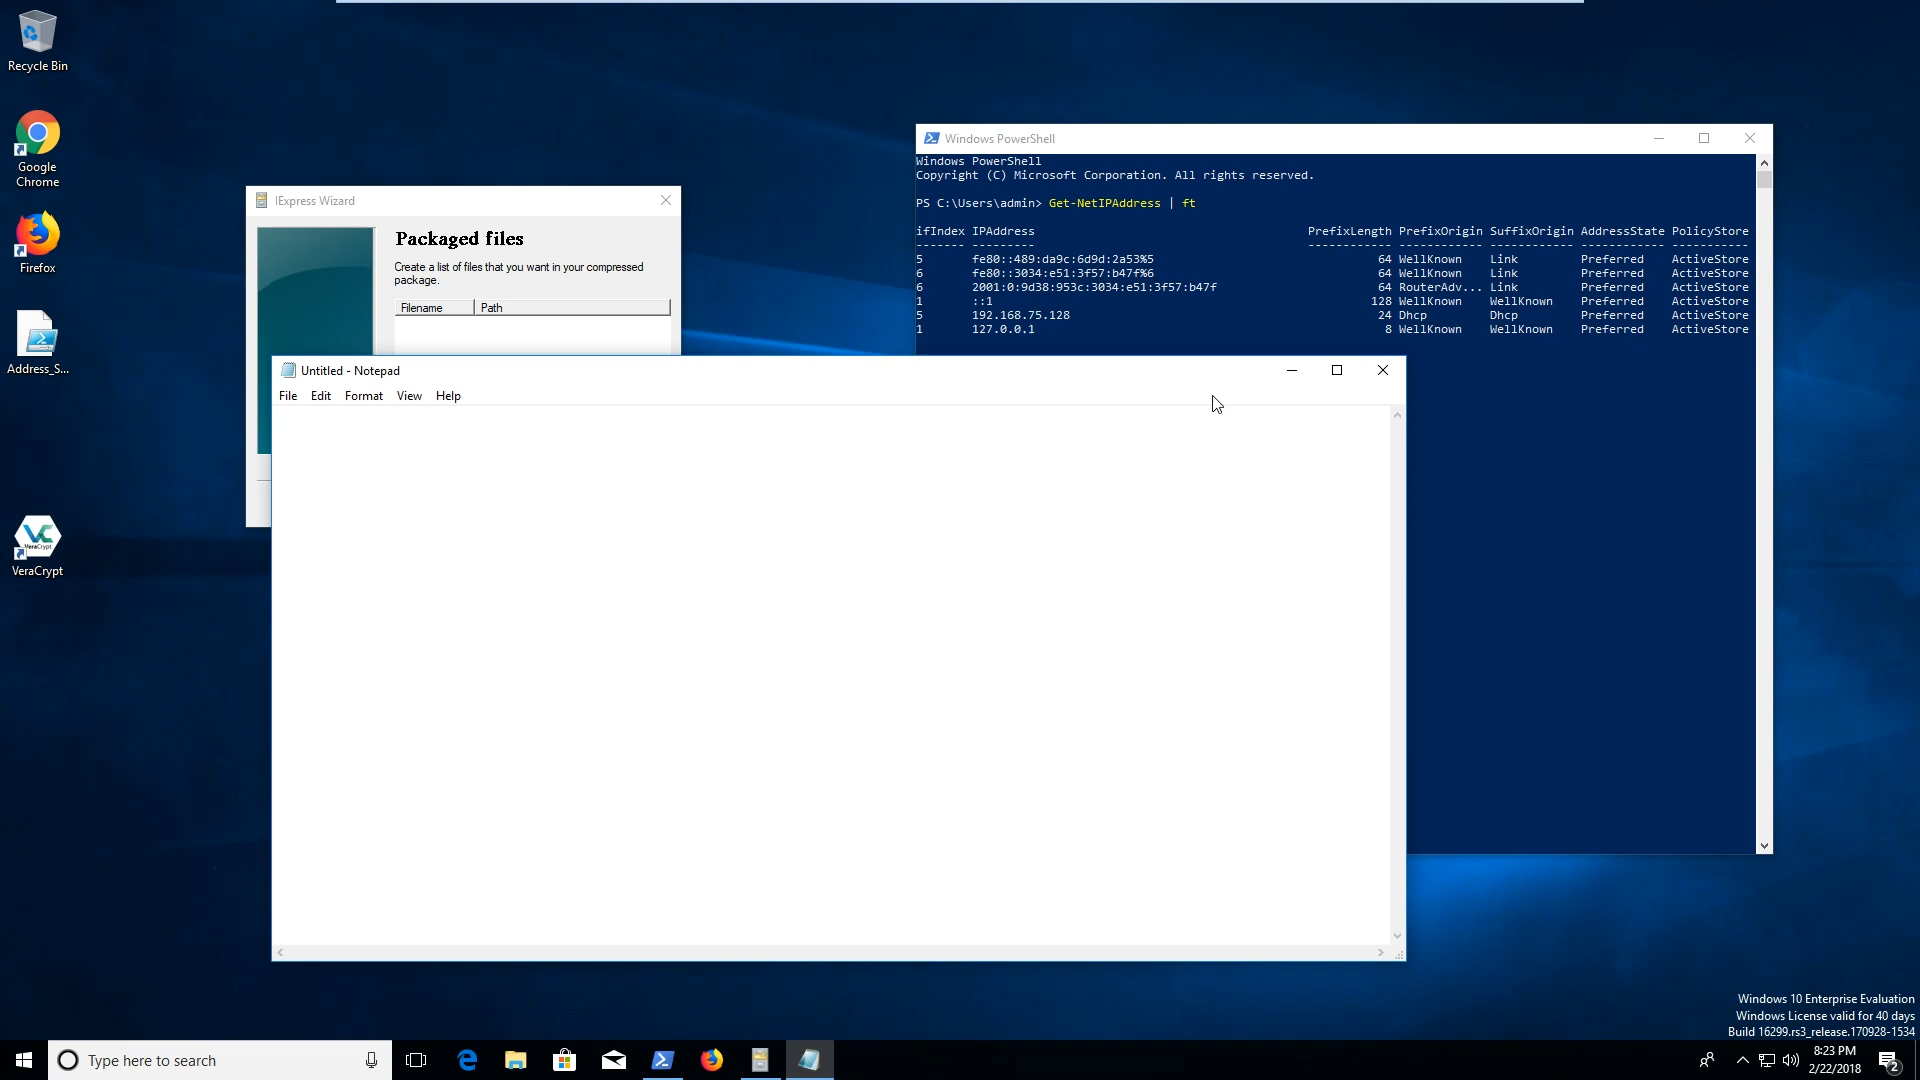 Recycle Bin
Google
Chrome
Firefox
Address_S...
VeraCrypt
VeraCrypt
IExpress Wizard
Packaged files
Create a list of files that you want in your compressed
package.
Filename Path
Windows PowerShell
Windows PowerShell
Copyright (C) Microsoft Corporation. All rights reserved.
PS C:\Users\admin> Get-NetIPAddress | ft
ifIndex IPAddress PrefixLength PrefixOrigin SuffixOrigin AddressState PolicyStore
------- --------- ------------ ------------ ------------ ------------ -----------
5 fe80::489:da9c:6d9d:2a53%5 64 WellKnown Link Preferred ActiveStore
6 fe80::3034:e51:3f57:b47f%6 64 WellKnown Link Preferred ActiveStore
6 2001:0:9d38:953c:3034:e51:3f57:b47f 64 RouterAdv... Link Preferred ActiveStore
1 ::1 128 WellKnown WellKnown Preferred ActiveStore
5 192.168.75.128 24 Dhcp Dhcp Preferred ActiveStore
1 127.0.0.1 8 WellKnown WellKnown Preferred ActiveStore
Untitled - Notepad
File Edit Format View Help
Windows 10 Enterprise Evaluation
Windows License valid for 40 days
Build 16299.rs3_release.170928-1534
Type here to search
8:23 PM
2/22/2018
2